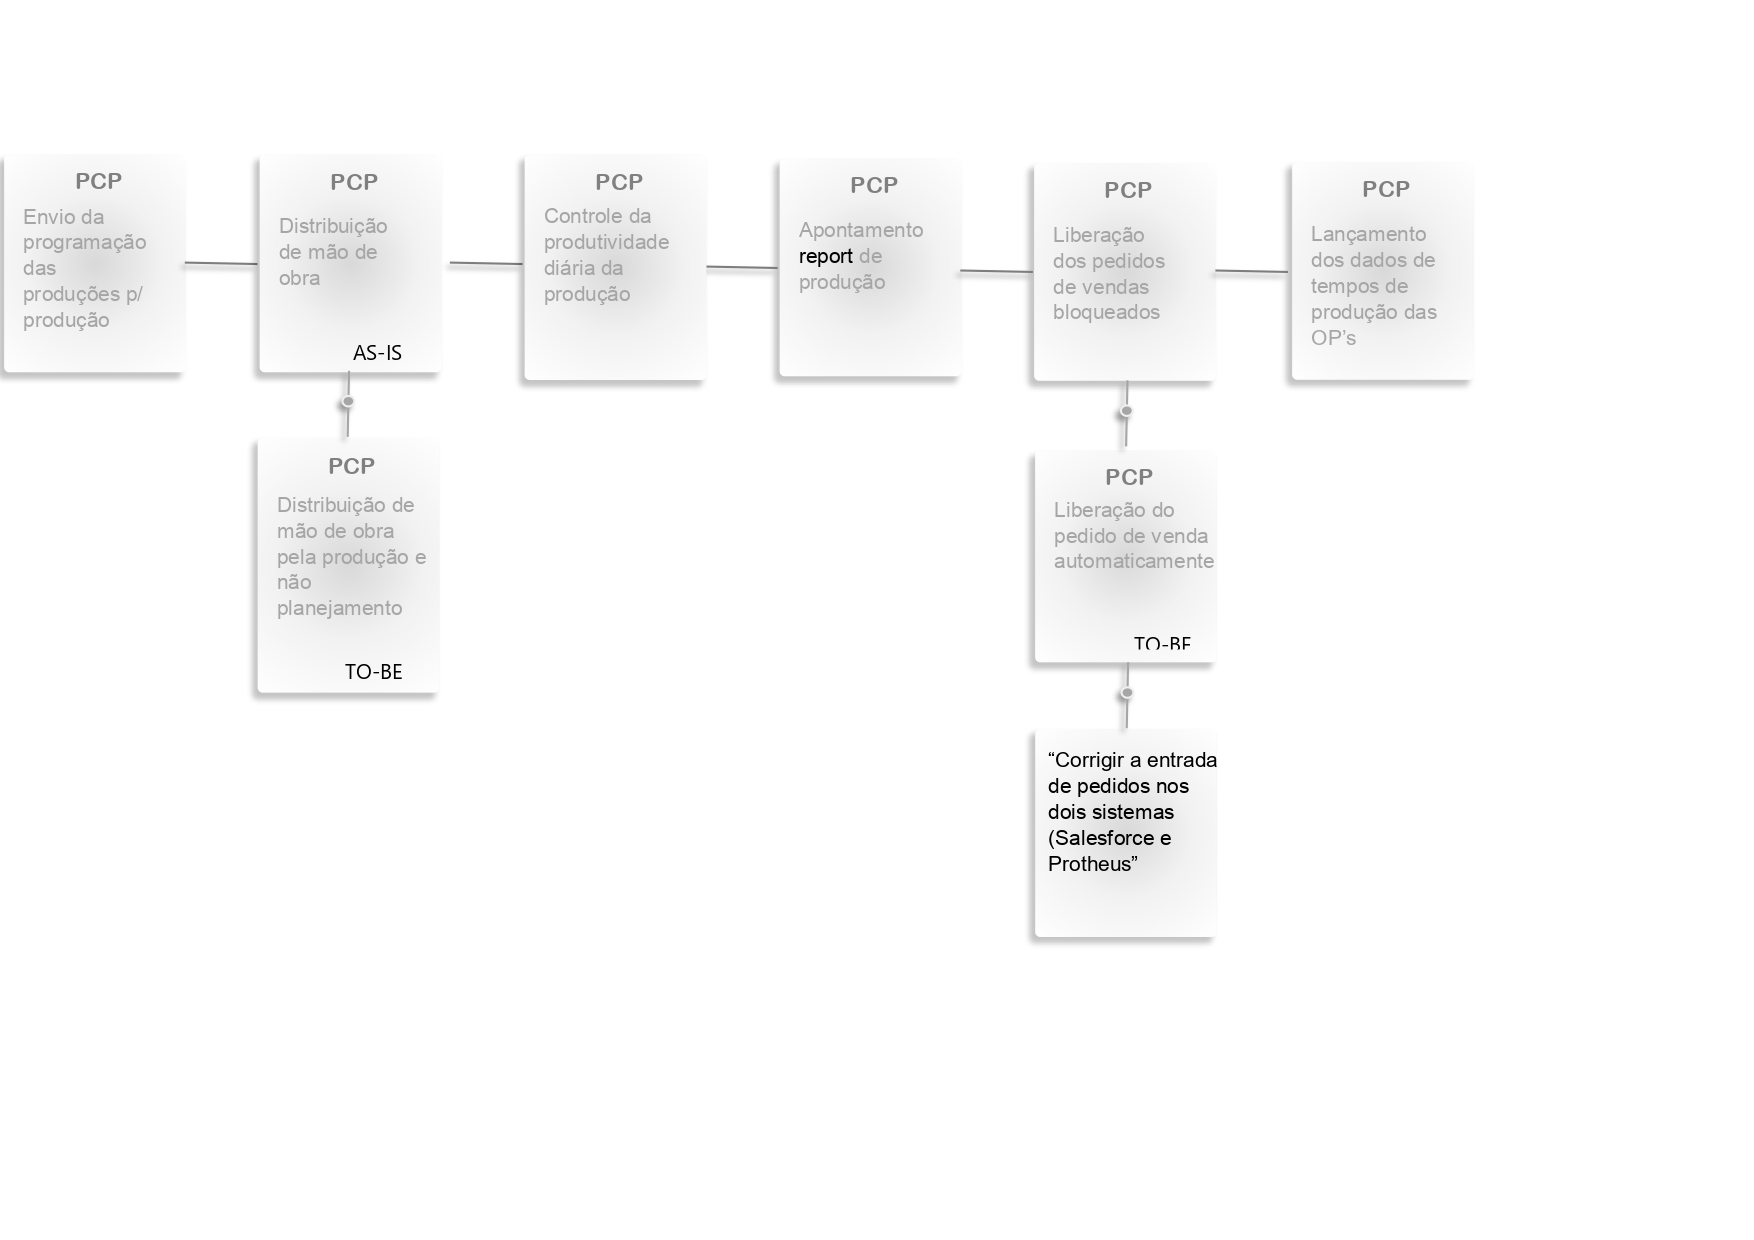 PCP
Envio da
programação
das
produções p/
produção
PCP
Distribuição
de mão de
obra
AS-IS
PCP
Controle da
produtividade
diária da
produção
PCP
Apontamento
report de
produção
PCP
Liberação
dos pedidos
de vendas
bloqueados
PCP
Lançamento
dos dados de
tempos de
produção das
OP’s
PCP
Distribuição de
mão de obra
pela produção e
não
planejamento
TO-BE
PCP
Liberação do
pedido de venda
automaticamente
TO-BE
“Corrigir a entrada
de pedidos nos
dois sistemas
(Salesforce e
Protheus”